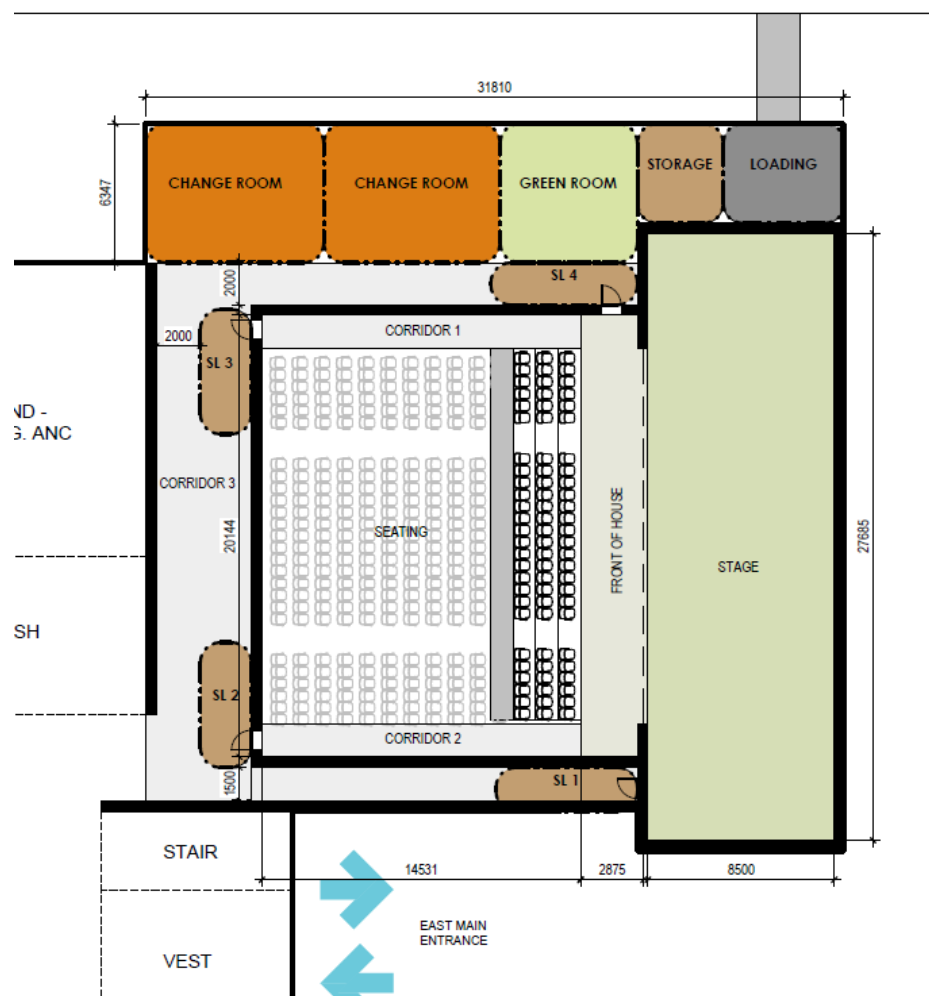 31810
6347
CHANGE ROOM
CHANGE ROOM
GREEN ROOM
STORAGE
LOADING
2000
SL 4
2000
CORRIDOR 1
SL 3
ND -
G. ANC
CORRIDOR 3
20144
SEATING
FRONT OF HOUSE
STAGE
27685
SH
SL 2
CORRIDOR 2
1500
SL 1
STAIR
14531
2875
8500
EAST MAIN
ENTRANCE
VEST